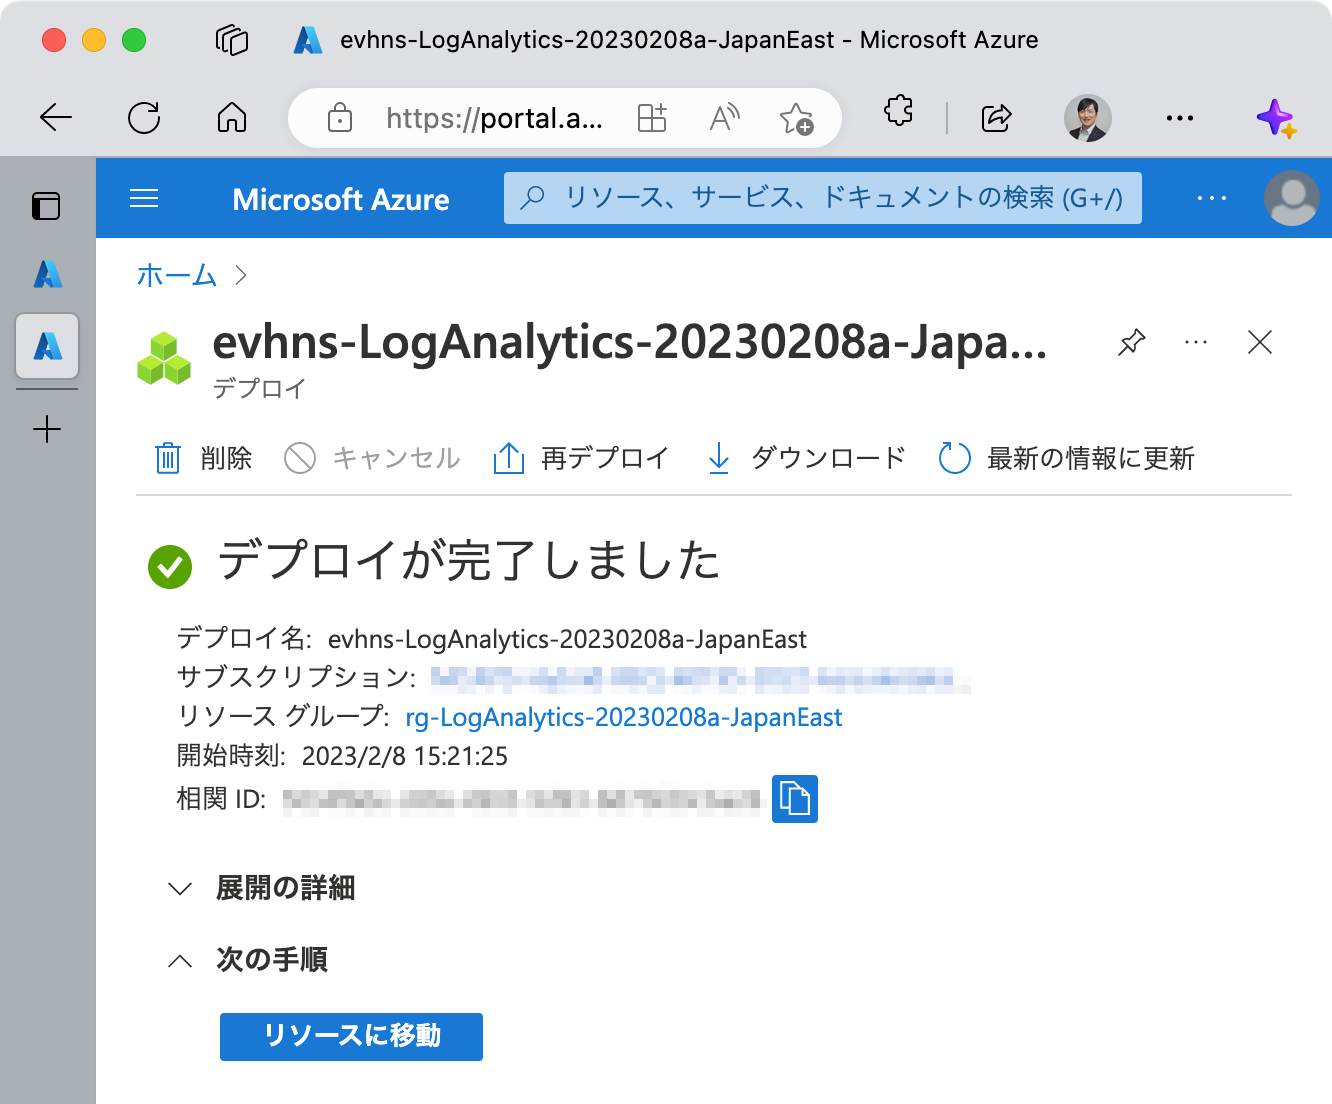 evhns-LogAnalytics-20230208a-JapanEast - Microsoft Azure
https://portal.a...
Microsoft Azure
リソース、サービス、ドキュメントの検索 (G+/)
ホーム
evhns-LogAnalytics-20230208a-Japa...
デプロイ
削除 キャンセル 再デプロイ ダウンロード 最新の情報に更新
デプロイが完了しました
デプロイ名: evhns-LogAnalytics-20230208a-JapanEast
サブスクリプション:
リソース グループ: rg-LogAnalytics-20230208a-JapanEast
開始時刻: 2023/2/8 15:21:25
相関 ID:
展開の詳細
次の手順
リソースに移動